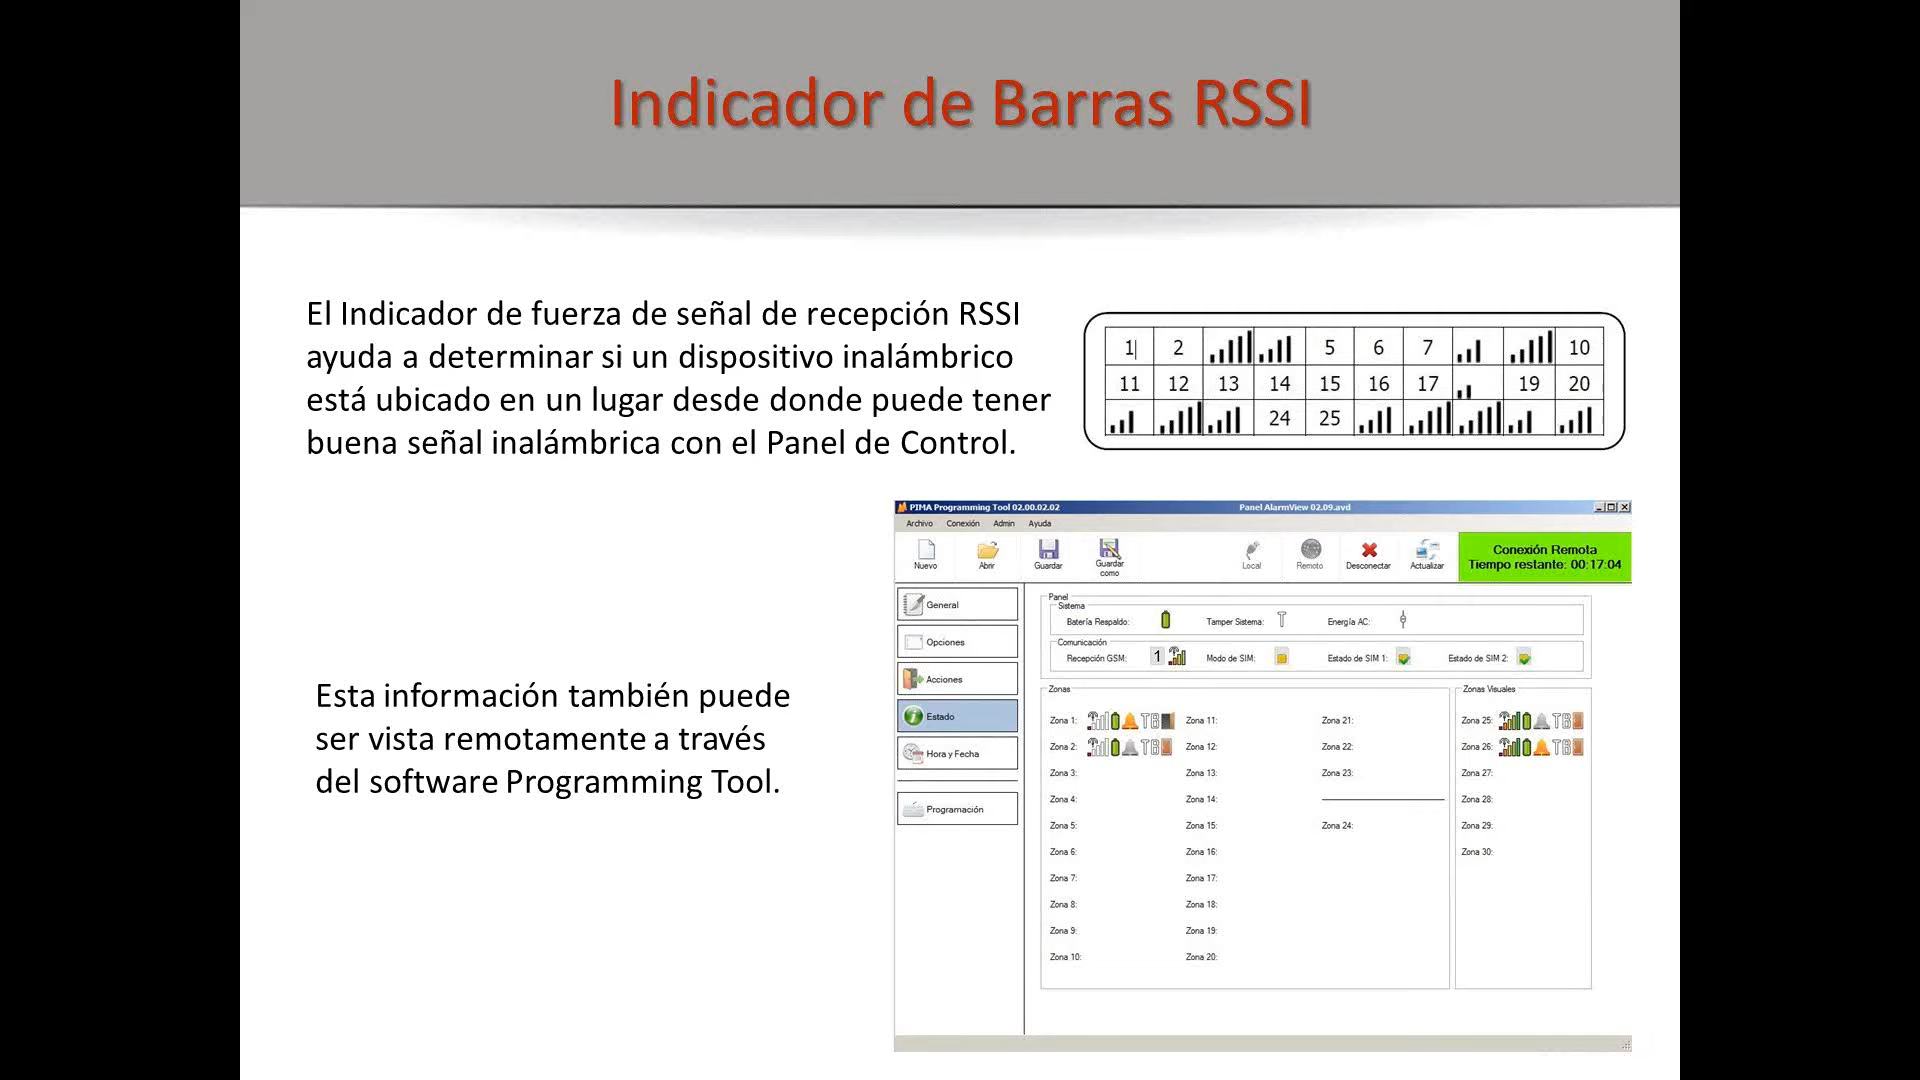 Indicador de Barras RSSI
El Indicador de fuerza de señal de recepción RSSI
ayuda a determinar si un dispositivo inalámbrico
está ubicado en un lugar desde donde puede tener
buena señal inalámbrica con el Panel de Control.
1 2 5 6 7 10
11 12 13 14 15 16 17 19 20
24 25
Esta información también puede
ser vista remotamente a través
del software Programming Tool.
PIMA Programming Tool 02.00.02.02 Panel AlarmView 02.09.avd
Archivo Conexión Admin Ayuda
Nuevo Abrir Guardar Guardar como Local Remoto Desconectar Actualizar
Conexión Remota
Tiempo restante: 00:17:04
General
Opciones
Acciones
Estado
Hora y Fecha
Programación
Panel
Sistema
Batería Respaldo: Tamper Sistema: Energía AC:
Comunicación
Recepción GSM: 1 Modo de SIM: Estado de SIM 1: Estado de SIM 2:
Zonas Zonas Visuales
Zona 1: TB Zona 11: Zona 21: Zona 25: TB
Zona 2: TB Zona 12: Zona 22: Zona 26: TB
Zona 3: Zona 13: Zona 23: Zona 27:
Zona 4: Zona 14: Zona 28:
Zona 5: Zona 15: Zona 24: Zona 29:
Zona 6: Zona 16: Zona 30:
Zona 7: Zona 17:
Zona 8: Zona 18:
Zona 9: Zona 19:
Zona 10: Zona 20: